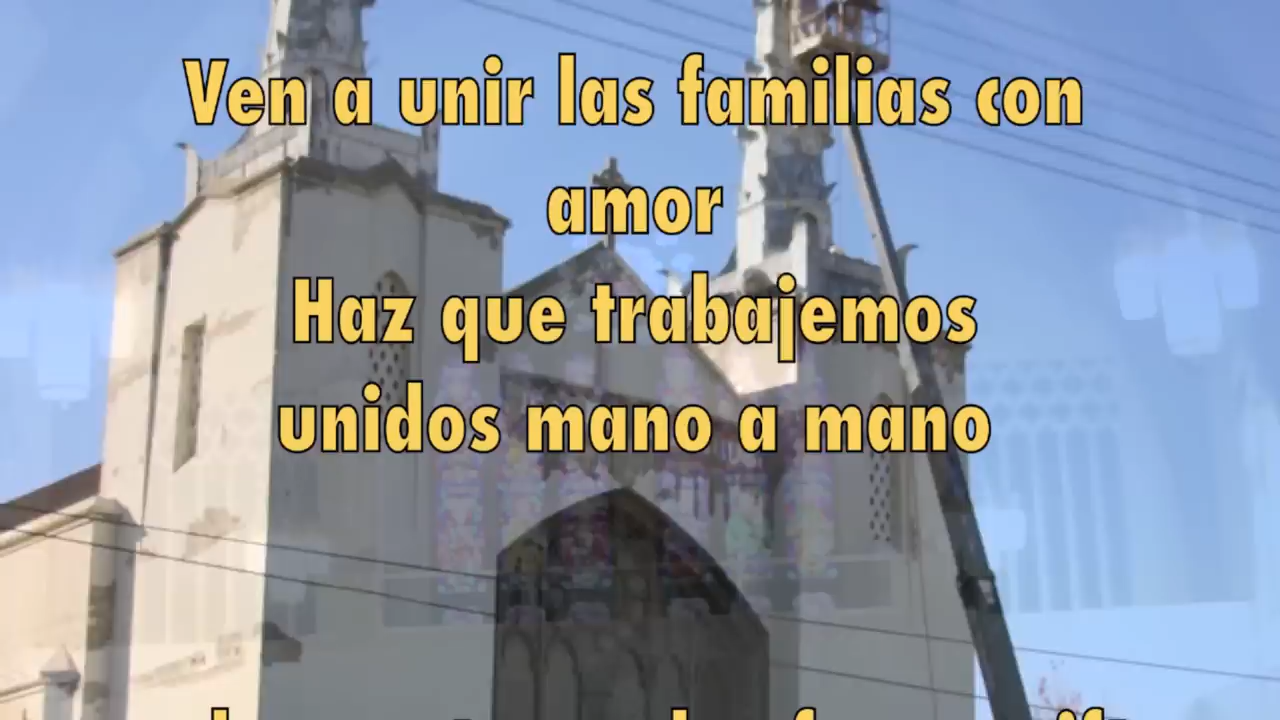 Ven a unir las familias con
amor
Haz que trabajemos
unidos mano a mano